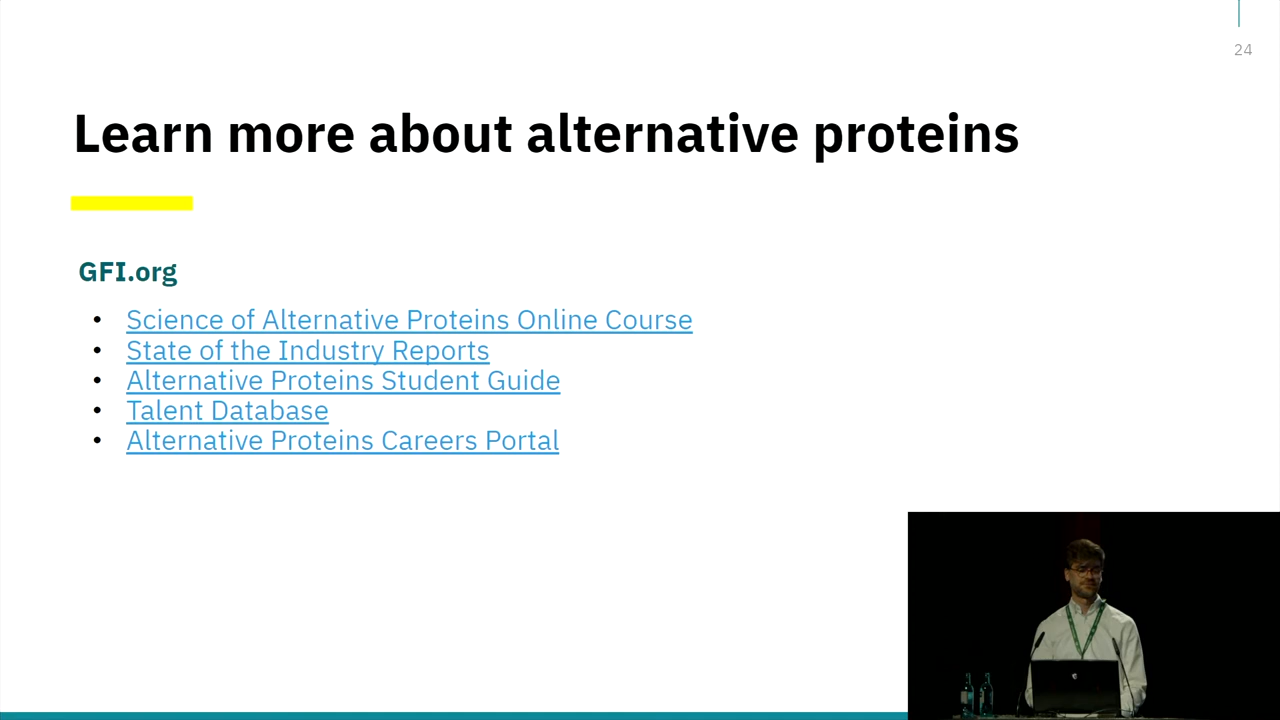 24
Learn more about alternative proteins
GFI.org
• Science of Alternative Proteins Online Course
• State of the Industry Reports
• Alternative Proteins Student Guide
• Talent Database
• Alternative Proteins Careers Portal